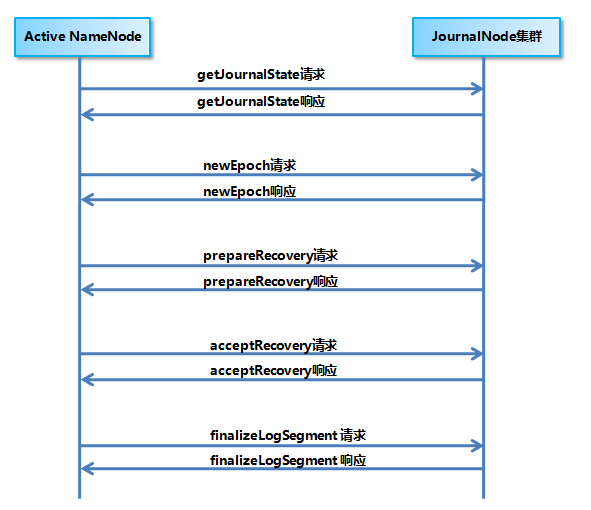 Active NameNode
JournalNode集群
getJournalState请求
getJournalState响应
newEpoch请求
newEpoch响应
prepareRecovery请求
prepareRecovery响应
acceptRecovery请求
acceptRecovery响应
finalizeLogSegment 请求
finalizeLogSegment 响应